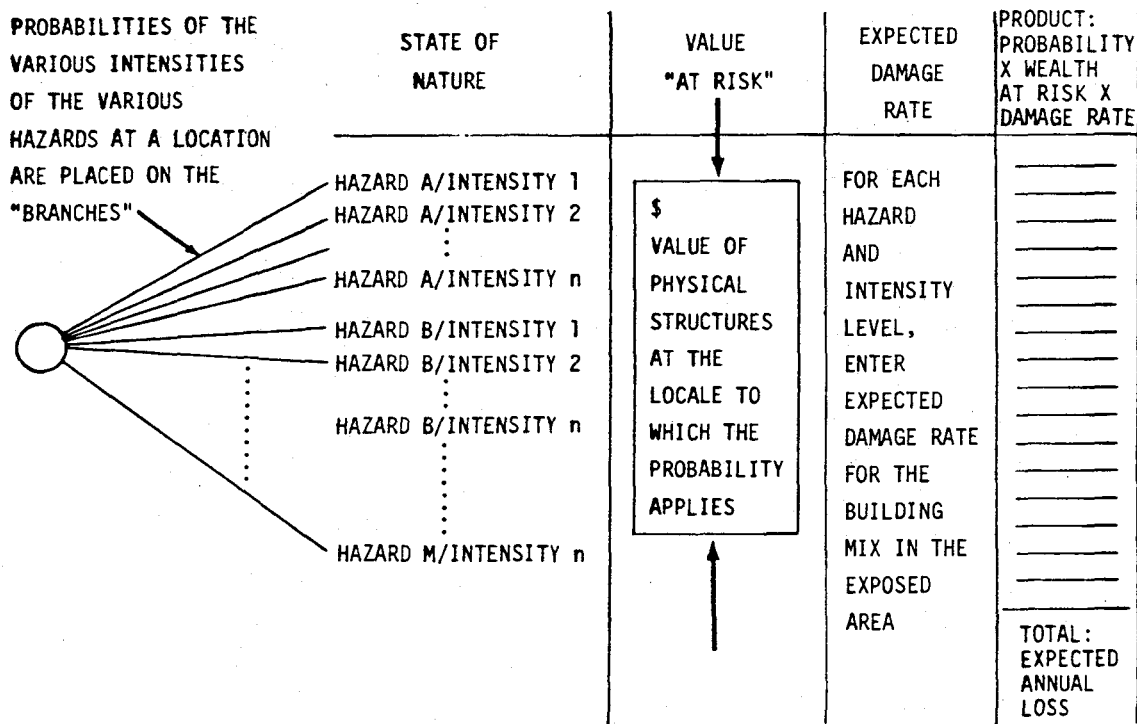 PROBABILITIES OF THE
VARIOUS INTENSITIES
OF THE VARIOUS
HAZARDS AT A LOCATION
ARE PLACED ON THE
"BRANCHES"
STATE OF
NATURE
HAZARD A/INTENSITY 1
HAZARD A/INTENSITY 2
HAZARD A/INTENSITY n
HAZARD B/INTENSITY 1
HAZARD B/INTENSITY 2
HAZARD B/INTENSITY n
HAZARD M/INTENSITY n
VALUE
"AT RISK"
$
VALUE OF
PHYSICAL
STRUCTURES
AT THE
LOCALE TO
WHICH THE
PROBABILITY
APPLIES
EXPECTED
DAMAGE
RATE
FOR EACH
HAZARD
AND
INTENSITY
LEVEL,
ENTER
EXPECTED
DAMAGE RATE
FOR THE
BUILDING
MIX IN THE
EXPOSED
AREA
PRODUCT:
PROBABILITY
X WEALTH
AT RISK X
DAMAGE RATE
TOTAL:
EXPECTED
ANNUAL
LOSS